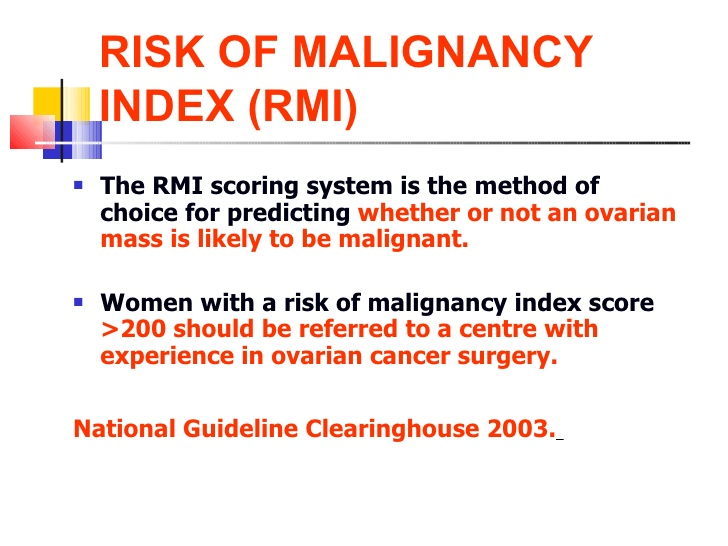 RISK OF MALIGNANCY
INDEX (RMI)
The RMI scoring system is the method of
choice for predicting whether or not an ovarian
mass is likely to be malignant.
Women with a risk of malignancy index score
>200 should be referred to a centre with
experience in ovarian cancer surgery.
National Guideline Clearinghouse 2003.